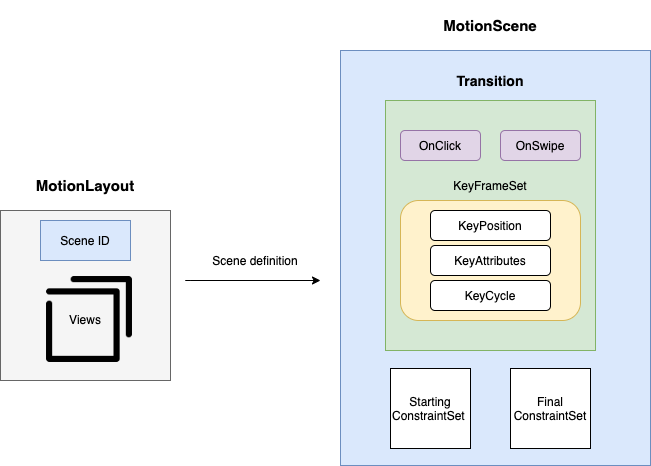 MotionScene
Transition
OnClick
OnSwipe
KeyFrameSet
KeyPosition
KeyAttributes
KeyCycle
Starting
ConstraintSet
Final
ConstraintSet
MotionLayout
Scene ID
Views
Scene definition